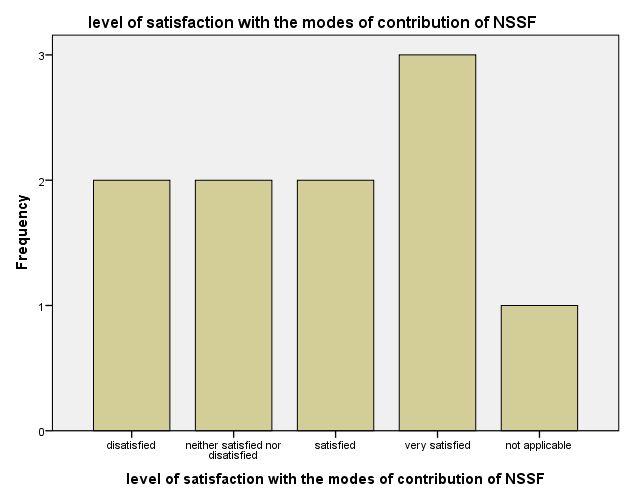 level of satisfaction with the modes of contribution of NSSF
Frequency
3
2
1
0
disatisfied
neither satisfied nor
disatisfied
satisfied
very satisfied
not applicable
level of satisfaction with the modes of contribution of NSSF